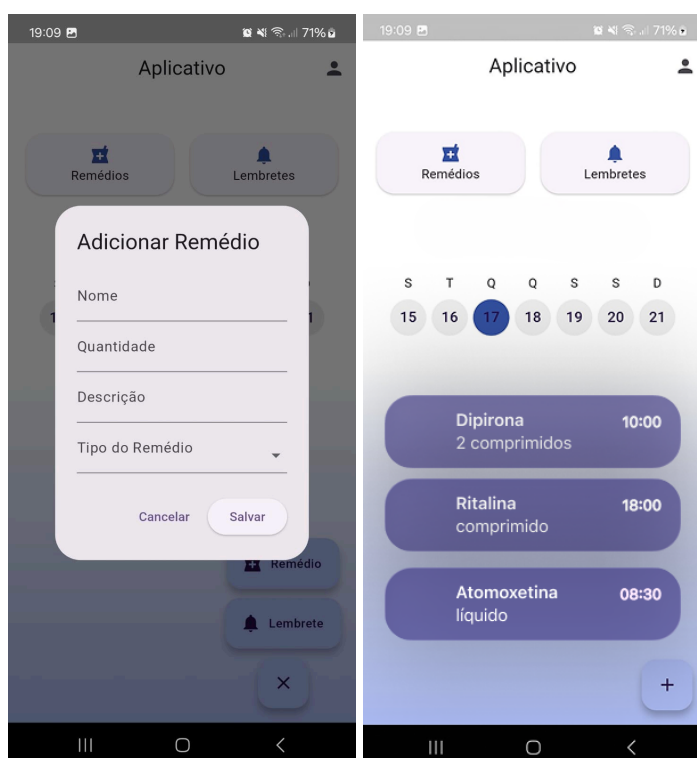 19:09
71%
Aplicativo
Remédios
Lembretes
Adicionar Remédio
S
1
1
Nome
Quantidade
Descrição
Tipo do Remédio
Cancelar
Salvar
Remédio
Lembrete
19:09
71%
Aplicativo
Remédios
Lembretes
S T Q Q S S D
15 16 17 18 19 20 21
Dipirona 10:00
2 comprimidos
Ritalina 18:00
comprimido
Atomoxetina 08:30
líquido